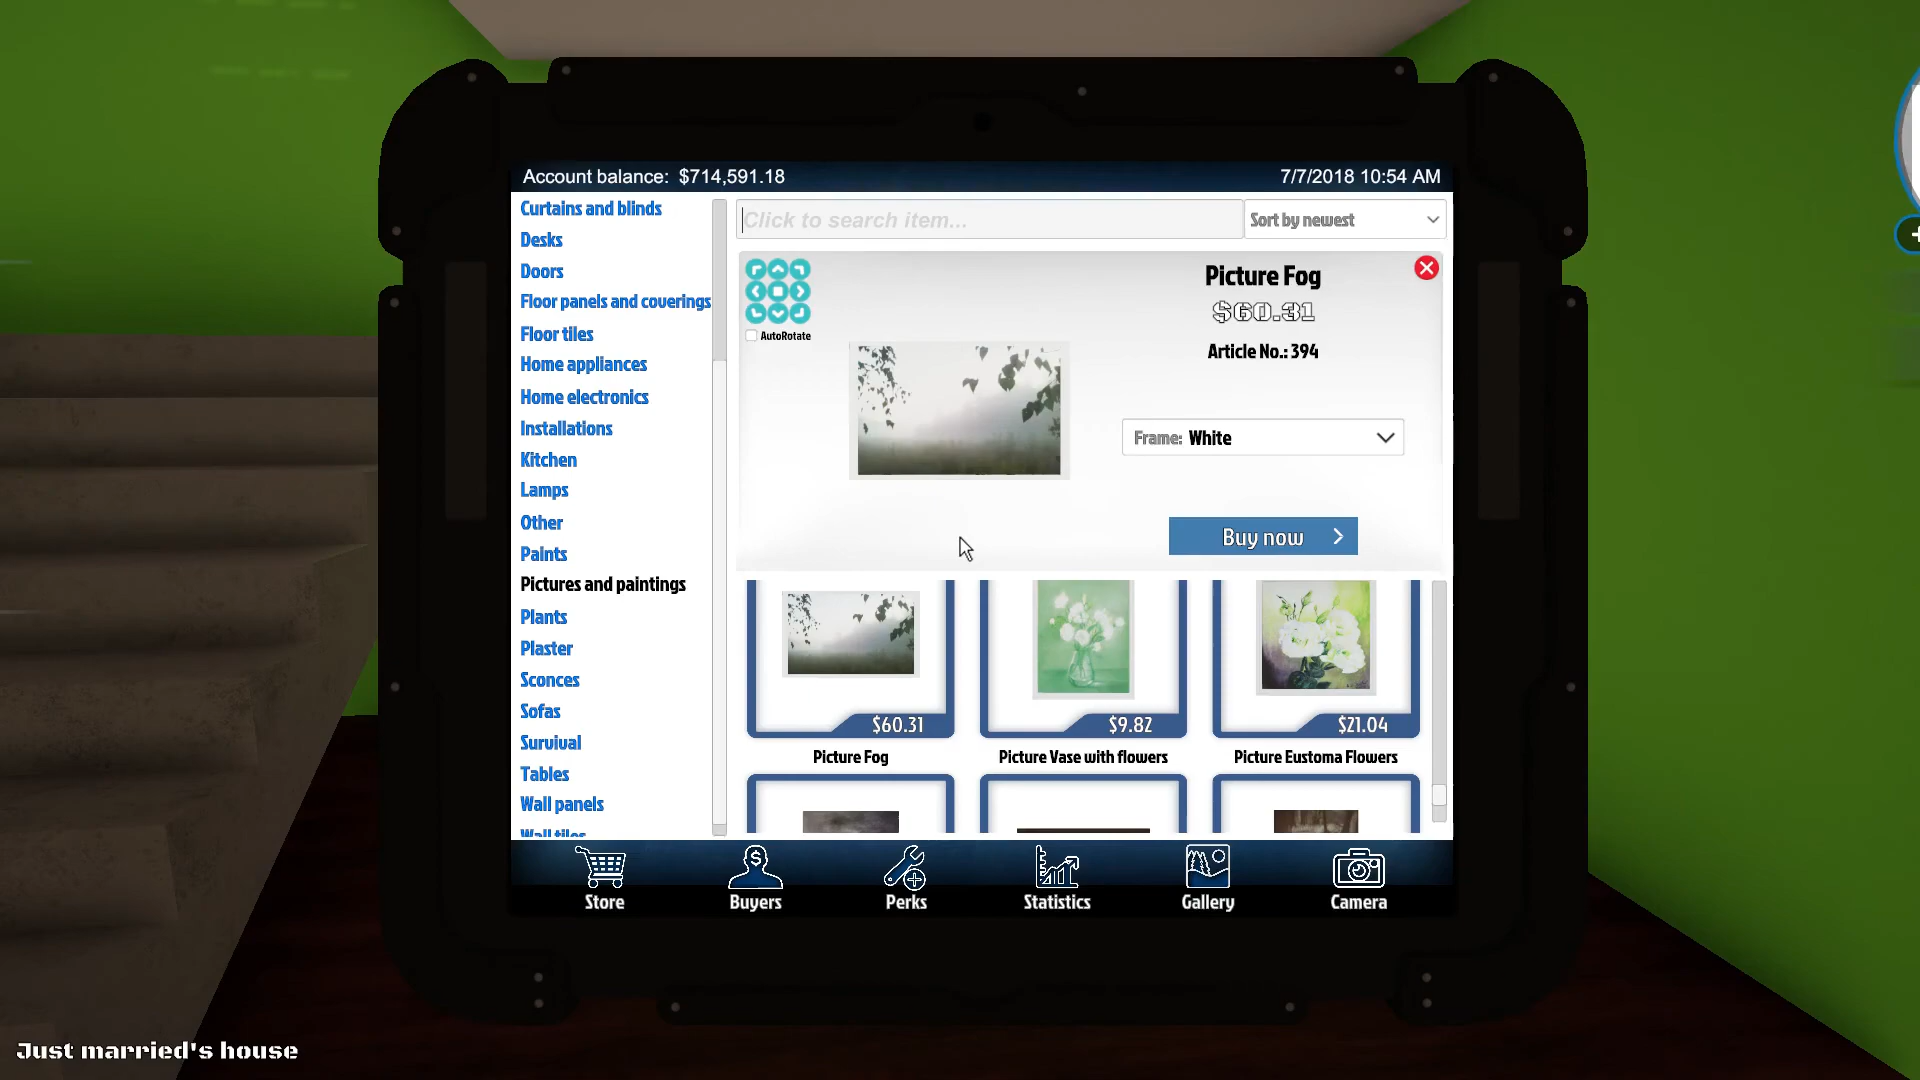 Account balance: $714,591.18
7/7/2018 10:54 AM
Curtains and blinds
Desks
Doors
Floor panels and coverings
Floor tiles
Home appliances
Home electronics
Installations
Kitchen
Lamps
Other
Paints
Pictures and paintings
Plants
Plaster
Sconces
Sofas
Survival
Tables
Wall panels
Wall tiles
Click to search item...
Sort by newest
AutoRotate
Picture Fog
$60.31
Article No.: 394
Frame: White
Buy now
$60.31
$9.82
$21.04
Picture Fog
Picture Vase with flowers
Picture Eustoma Flowers
Store
Buyers
Perks
Statistics
Gallery
Camera
Just married's house